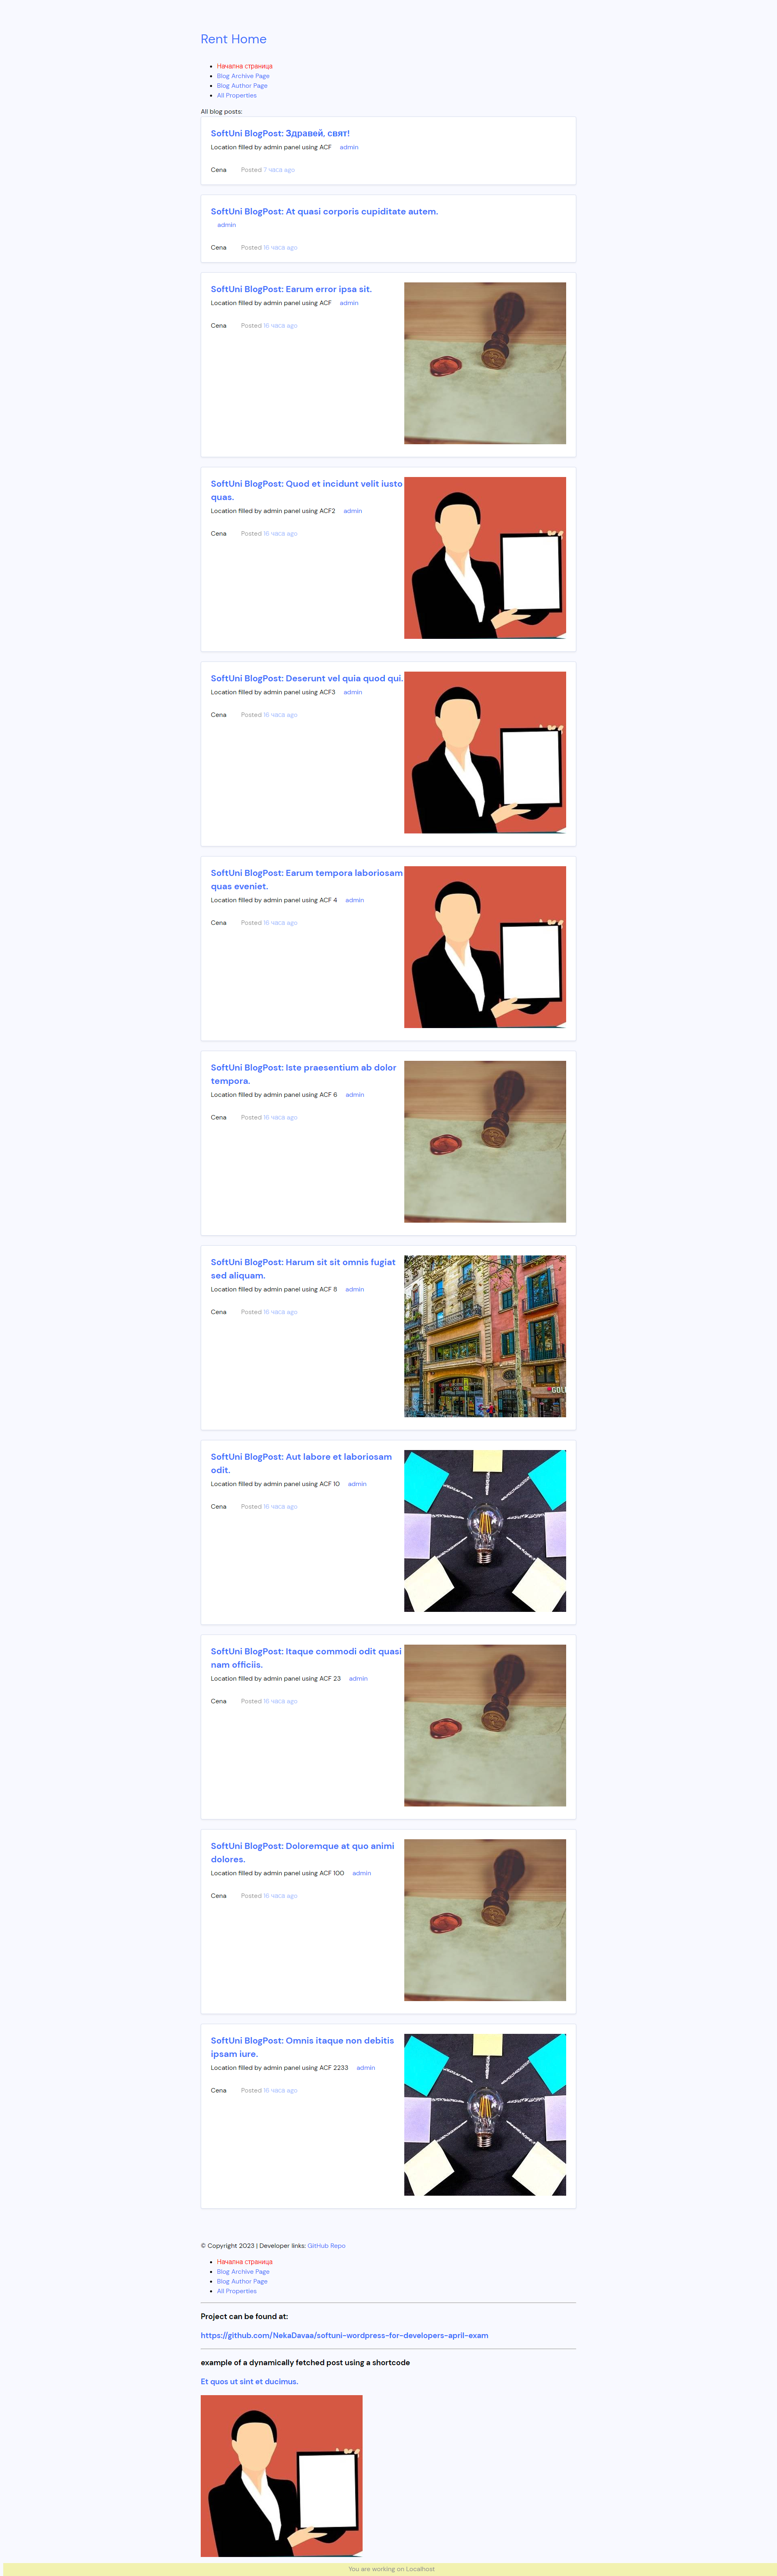 Rent Home
Начална страница
Blog Archive Page
Blog Author Page
All Properties
All blog posts:
SoftUni BlogPost: Здравей, свят!
Location filled by admin panel using ACF admin
Cena Posted 7 часа ago
SoftUni BlogPost: At quasi corporis cupiditate autem.
admin
Cena Posted 16 часа ago
SoftUni BlogPost: Earum error ipsa sit.
Location filled by admin panel using ACF admin
Cena Posted 16 часа ago
SoftUni BlogPost: Quod et incidunt velit iusto
quas.
Location filled by admin panel using ACF2 admin
Cena Posted 16 часа ago
SoftUni BlogPost: Deserunt vel quia quod qui.
Location filled by admin panel using ACF3 admin
Cena Posted 16 часа ago
SoftUni BlogPost: Earum tempora laboriosam
quas eveniet.
Location filled by admin panel using ACF 4 admin
Cena Posted 16 часа ago
SoftUni BlogPost: Iste praesentium ab dolor
tempora.
Location filled by admin panel using ACF 6 admin
Cena Posted 16 часа ago
SoftUni BlogPost: Harum sit sit omnis fugiat
sed aliquam.
Location filled by admin panel using ACF 8 admin
Cena Posted 16 часа ago
GOL
SoftUni BlogPost: Aut labore et laboriosam
odit.
Location filled by admin panel using ACF 10 admin
Cena Posted 16 часа ago
SoftUni BlogPost: Itaque commodi odit quasi
nam officiis.
Location filled by admin panel using ACF 23 admin
Cena Posted 16 часа ago
SoftUni BlogPost: Doloremque at quo animi
dolores.
Location filled by admin panel using ACF 100 admin
Cena Posted 16 часа ago
SoftUni BlogPost: Omnis itaque non debitis
ipsam iure.
Location filled by admin panel using ACF 2233 admin
Cena Posted 16 часа ago
© Copyright 2023 | Developer links: GitHub Repo
Начална страница
Blog Archive Page
Blog Author Page
All Properties
Project can be found at:
https://github.com/NekaDavaa/softuni-wordpress-for-developers-april-exam
example of a dynamically fetched post using a shortcode
Et quos ut sint et ducimus.
You are working on Localhost